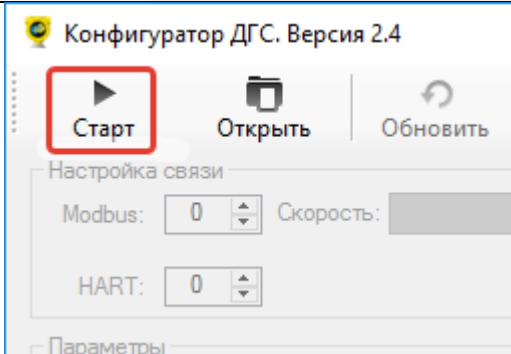 Конфигуратор ДГС. Версия 2.4
Старт Открыть Обновить
Настройка связи
Modbus: 0 Скорость:
HART: 0
Параметры